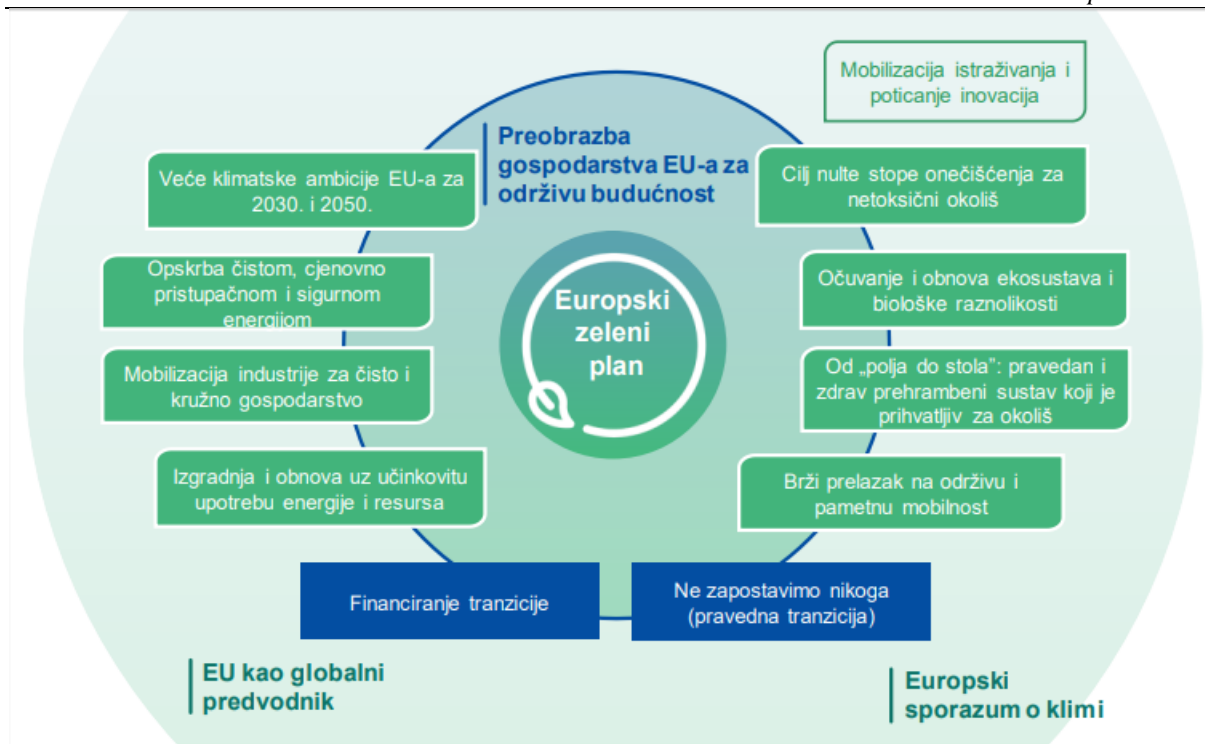 Mobilizacija istraživanja i
poticanje inovacija
Preobrazba
gospodarstva EU-a za
održivu budućnost
Veće klimatske ambicije EU-a za
2030. i 2050.
Opskrba čistom, cjenovno
pristupačnom i sigurnom
energijom
Mobilizacija industrije za čisto i
kružno gospodarstvo
Izgradnja i obnova uz učinkovitu
upotrebu energije i resursa
Europski
zeleni
plan
Cilj nulte stope onečišćenja za
netoksični okoliš
Očuvanje i obnova ekosustava i
biološke raznolikosti
Od „polja do stola”: pravedan i
zdrav prehrambeni sustav koji je
prihvatljiv za okoliš
Brži prelazak na održivu i
pametnu mobilnost
Financiranje tranzicije
Ne zapostavimo nikoga
(pravedna tranzicija)
EU kao globalni
predvodnik
Europski
sporazum o klimi